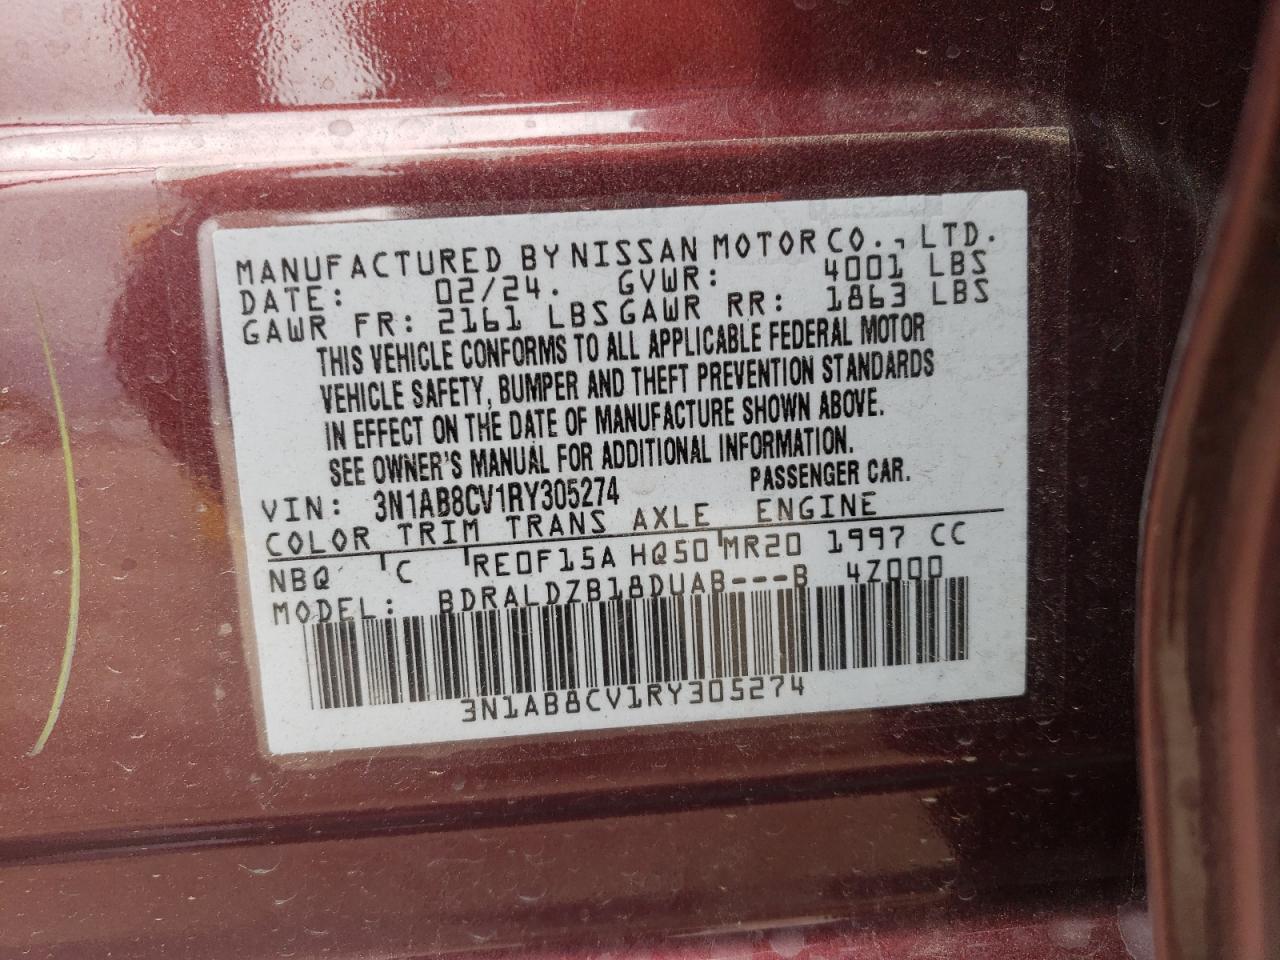 MANUFACTURED BY NISSAN MOTOR CO., LTD.
DATE: 02/24. GVWR: 4001 LBS
GAWR FR: 2161 LBS GAWR RR: 1863 LBS
THIS VEHICLE CONFORMS TO ALL APPLICABLE FEDERAL MOTOR
VEHICLE SAFETY, BUMPER AND THEFT PREVENTION STANDARDS
IN EFFECT ON THE DATE OF MANUFACTURE SHOWN ABOVE.
SEE OWNER'S MANUAL FOR ADDITIONAL INFORMATION.
VIN: 3N1AB8CV1RY305274 PASSENGER CAR.
COLOR TRIM TRANS AXLE ENGINE
NBQ C RE0F15A HQ50 MR20 1997 CC
MODEL: BDRALDZB18DUAB---B 4Z000
3N1AB8CV1RY305274